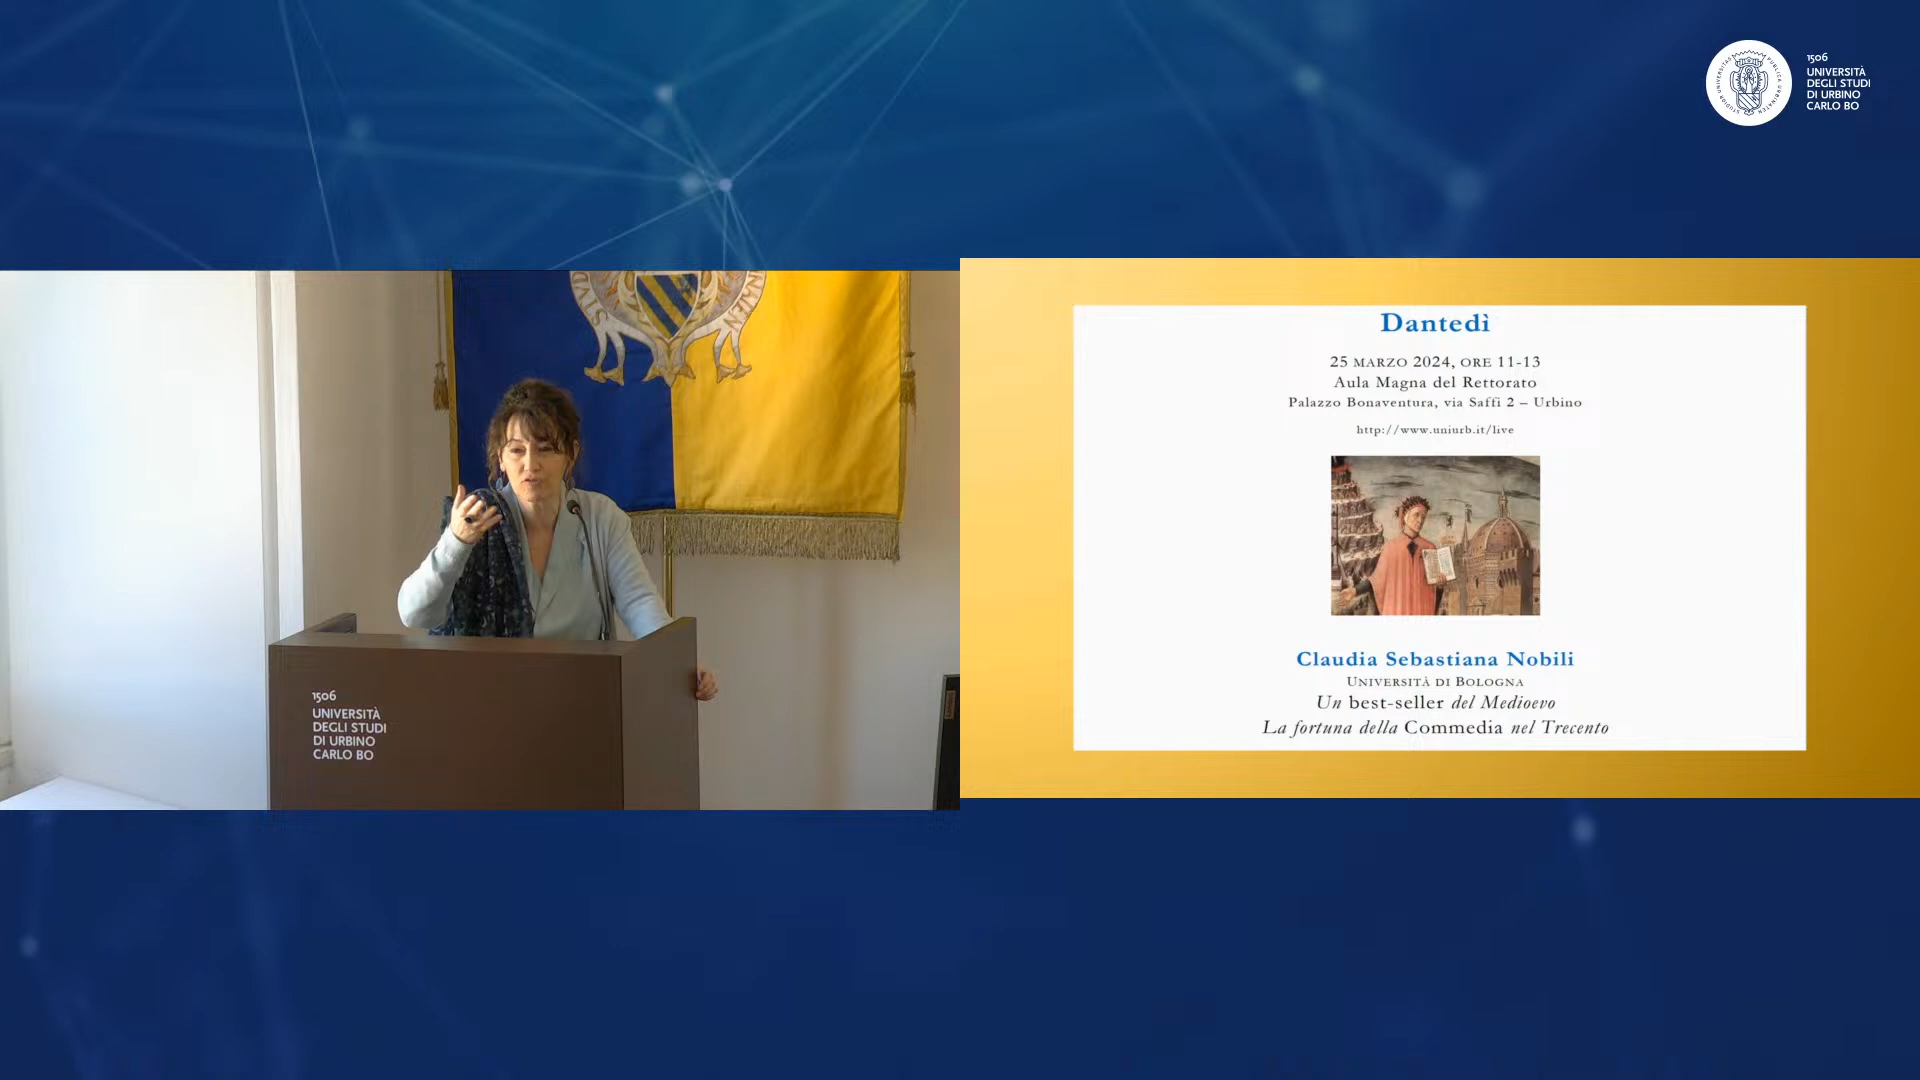 1506
UNIVERSITÀ
DEGLI STUDI
DI URBINO
CARLO BO
Dantedì
25 MARZO 2024, ORE 11-13
Aula Magna del Rettorato
Palazzo Bonaventura, via Saffi 2 – Urbino
http://www.uniurb.it/live
Claudia Sebastiana Nobili
UNIVERSITÀ DI BOLOGNA
Un best-seller del Medioevo
La fortuna della Commedia nel Trecento
1506
UNIVERSITÀ
DEGLI STUDI
DI URBINO
CARLO BO